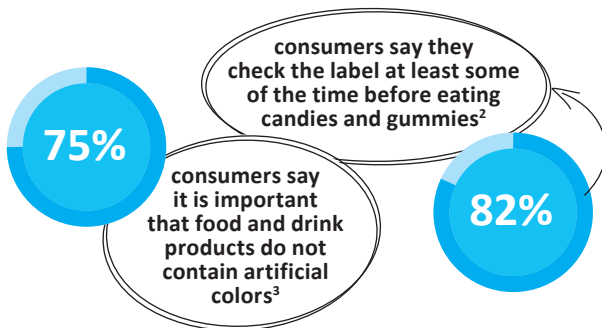 consumers say they
check the label at least some
of the time before eating
candies and gummies²
82%
75%
consumers say
it is important
that food and drink
products do not
contain artificial
colors³